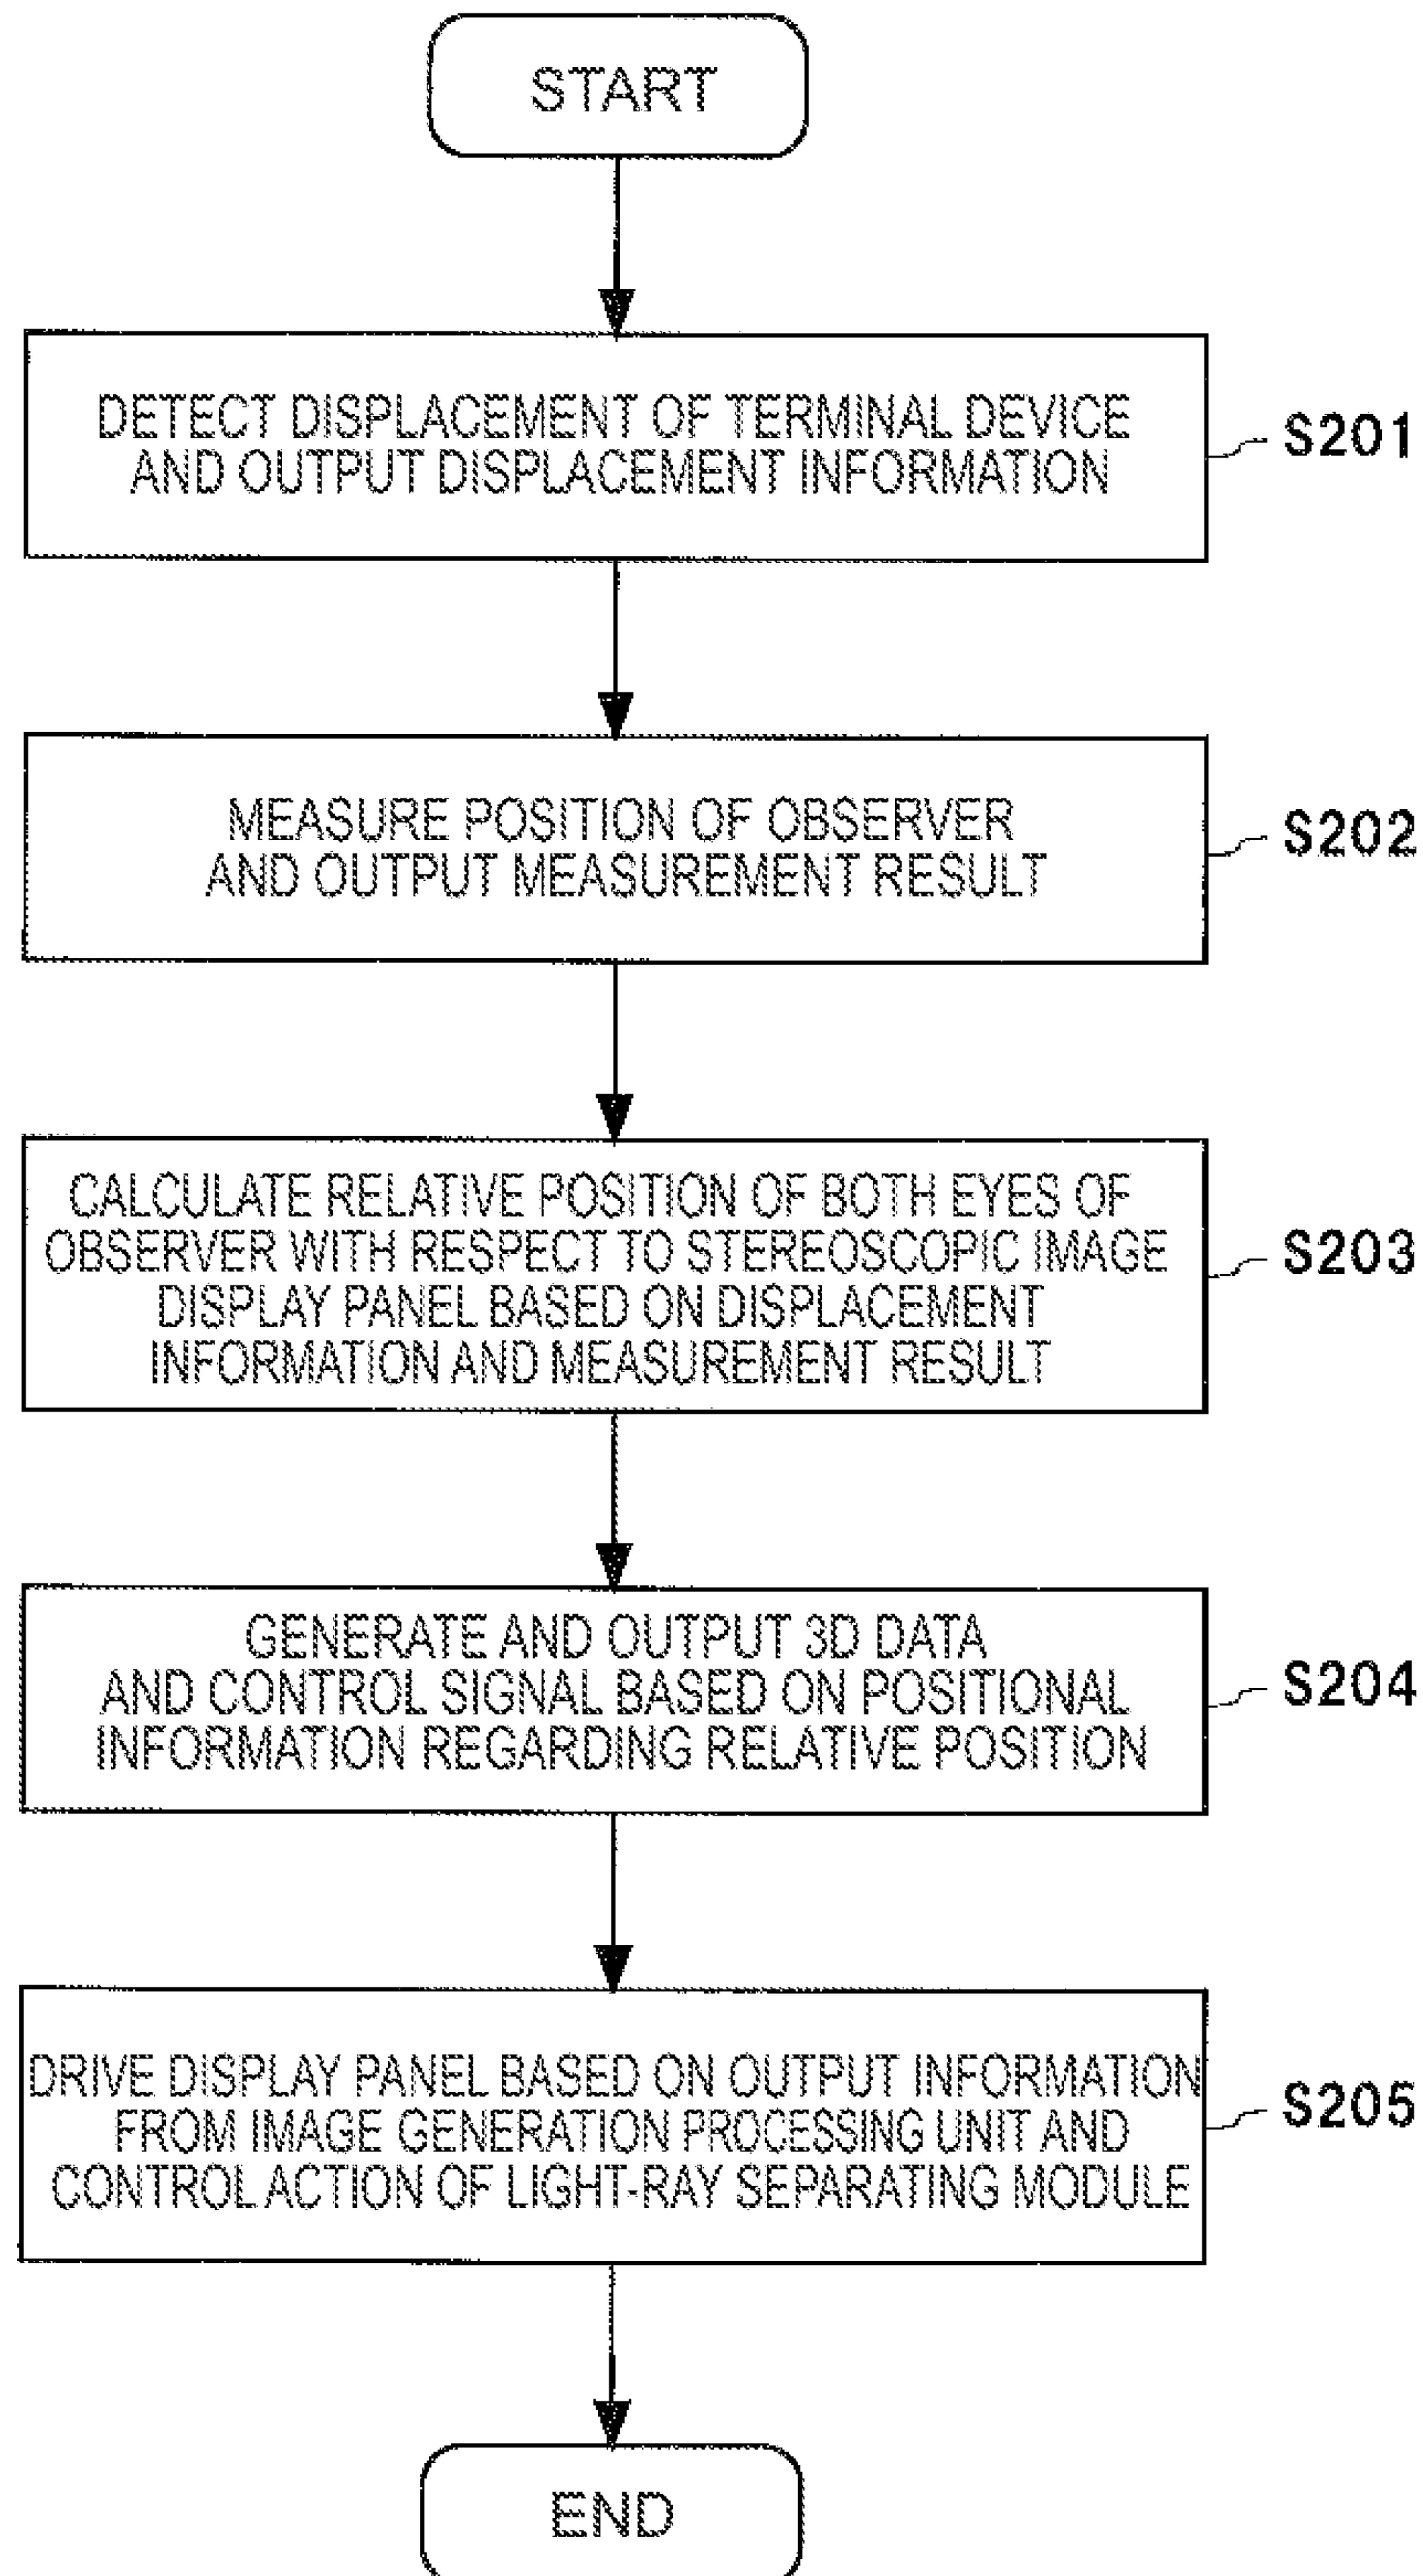 START
DETECT DISPLACEMENT OF TERMINAL DEVICE
AND OUTPUT DISPLACEMENT INFORMATION
S201
MEASURE POSITION OF OBSERVER
AND OUTPUT MEASUREMENT RESULT
S202
CALCULATE RELATIVE POSITION OF BOTH EYES OF
OBSERVER WITH RESPECT TO STEREOSCOPIC IMAGE
DISPLAY PANEL BASED ON DISPLACEMENT
INFORMATION AND MEASUREMENT RESULT
S203
GENERATE AND OUTPUT 3D DATA
AND CONTROL SIGNAL BASED ON POSITIONAL
INFORMATION REGARDING RELATIVE POSITION
S204
DRIVE DISPLAY PANEL BASED ON OUTPUT INFORMATION
FROM IMAGE GENERATION PROCESSING UNIT AND
CONTROL ACTION OF LIGHT-RAY SEPARATING MODULE
S205
END